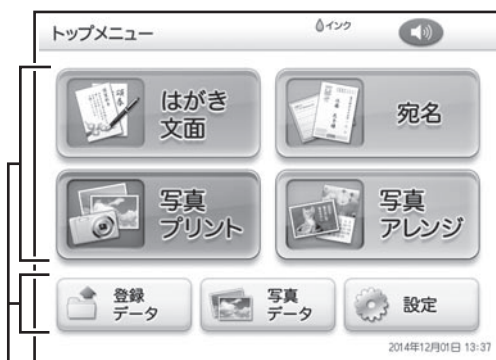 トップメニュー
インク
はがき
文面
宛名
写真
プリント
写真
アレンジ
登録
データ
写真
データ
設定
2014年12月01日 13:37